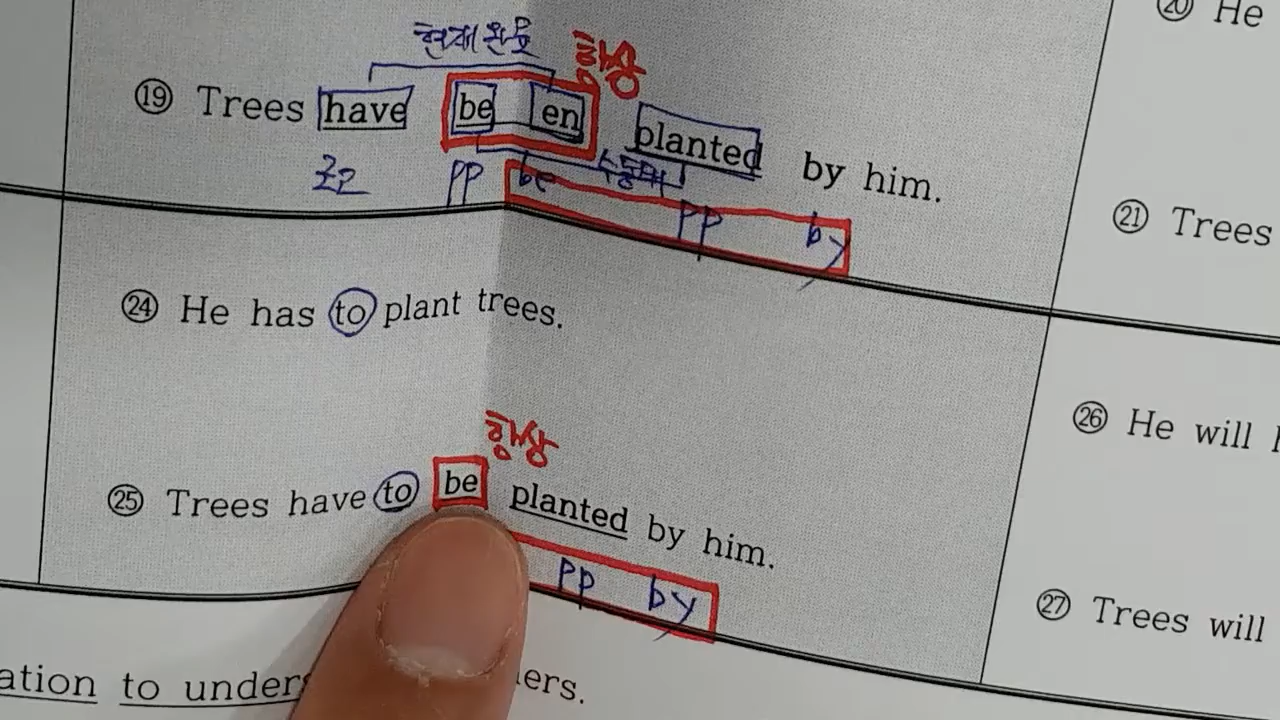 현재완료 항상
⑲ Trees have be en planted by him.
조P PP be 수동태 PP by
㉔ He has to plant trees.
항상
㉕ Trees have to be planted by him.
PP by
ation to unders ers.
⑳ He
㉑ Trees
㉖ He will
㉗ Trees will